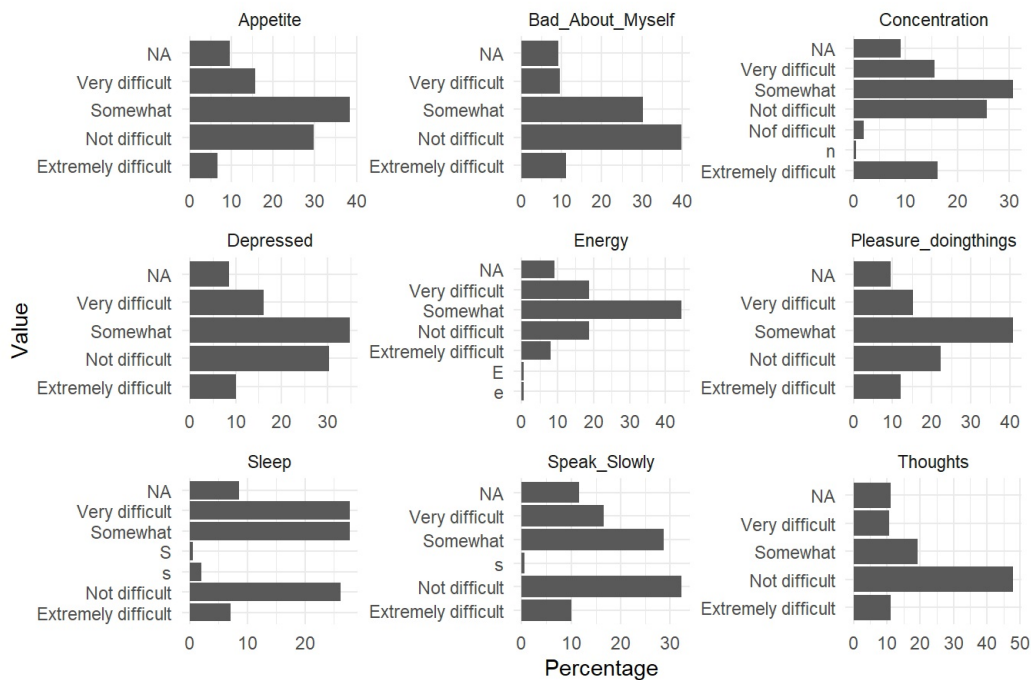 Appetite
NA
Very difficult
Somewhat
Not difficult
Extremely difficult
0 10 20 30 40
Bad_About_Myself
NA
Very difficult
Somewhat
Not difficult
Extremely difficult
0 10 20 30 40
Concentration
NA
Very difficult
Somewhat
Not difficult
Nof difficult
n
Extremely difficult
0 10 20 30
Depressed
NA
Very difficult
Somewhat
Not difficult
Extremely difficult
0 10 20 30
Energy
NA
Very difficult
Somewhat
Not difficult
Extremely difficult
E
e
0 10 20 30 40
Pleasure_doingthings
NA
Very difficult
Somewhat
Not difficult
Extremely difficult
0 10 20 30 40
Value
Sleep
NA
Very difficult
Somewhat
S
s
Not difficult
Extremely difficult
0 10 20
Speak_Slowly
NA
Very difficult
Somewhat
s
Not difficult
Extremely difficult
0 10 20 30
Thoughts
NA
Very difficult
Somewhat
Not difficult
Extremely difficult
0 10 20 30 40 50
Percentage